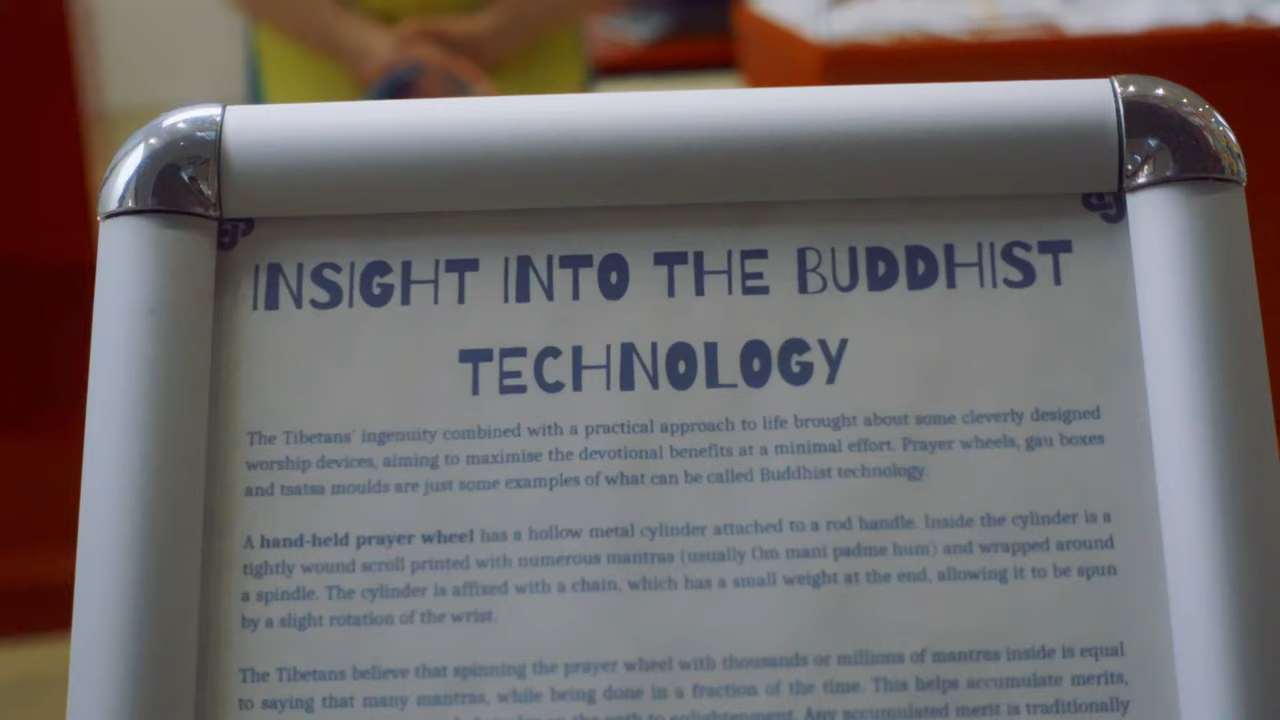 INSIGHT INTO THE BUDDHIST
TECHNOLOGY
The Tibetans' ingenuity combined with a practical approach to life brought about some cleverly designed
worship devices, aiming to maximise the devotional benefits at a minimal effort. Prayer wheels, gau boxes
and tsatsa moulds are just some examples of what can be called Buddhist technology.
A hand-held prayer wheel has a hollow metal cylinder attached to a rod handle. Inside the cylinder is a
tightly wound scroll printed with numerous mantras (usually Om mani padme hum) and wrapped around
a spindle. The cylinder is affixed with a chain, which has a small weight at the end, allowing it to be spun
by a slight rotation of the wrist.
The Tibetans believe that spinning the prayer wheel with thousands or millions of mantras inside is equal
to saying that many mantras, while being done in a fraction of the time. This helps accumulate merits,
on the path to enlightenment. Any accumulated merit is traditionally